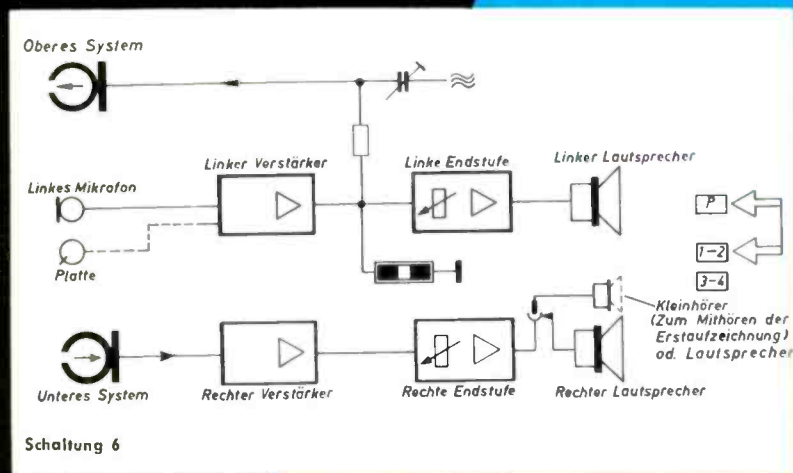 Oberes System
Linker Verstärker
Linke Endstufe
Linker Lautsprecher
Linkes Mikrofon
Platte
P
1-2
3-4
Kleinhörer
(Zum Mithören der
Erstaufzeichnung)
od. Lautsprecher
Unteres System
Rechter Verstärker
Rechte Endstufe
Rechter Lautsprecher
Schaltung 6